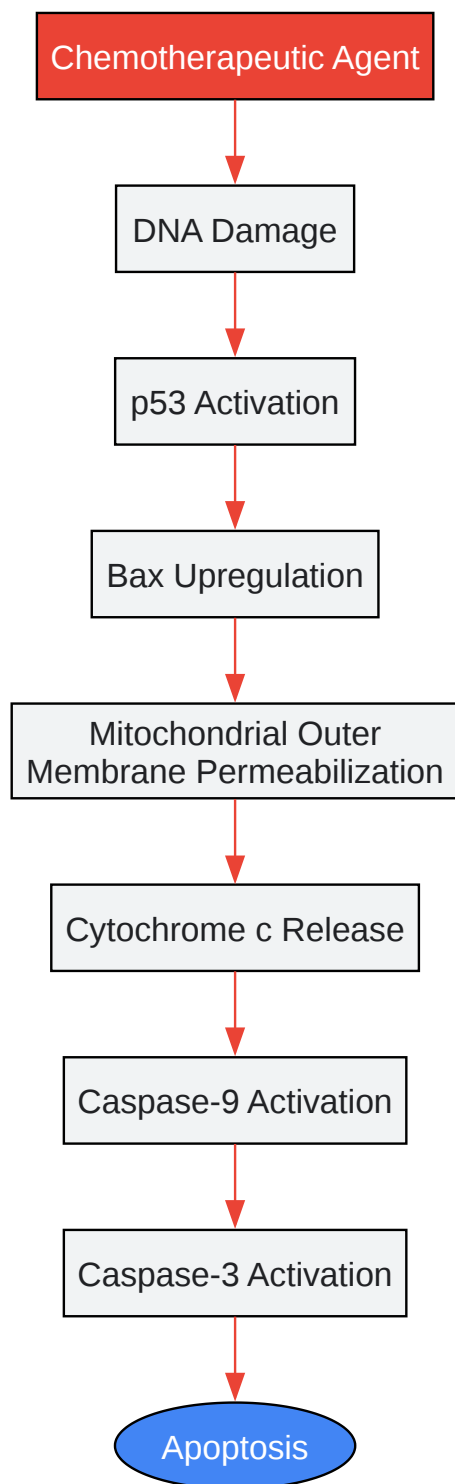 Chemotherapeutic Agent
DNA Damage
p53 Activation
Bax Upregulation
Mitochondrial Outer
Membrane Permeabilization
Cytochrome c Release
Caspase-9 Activation
Caspase-3 Activation
Apoptosis